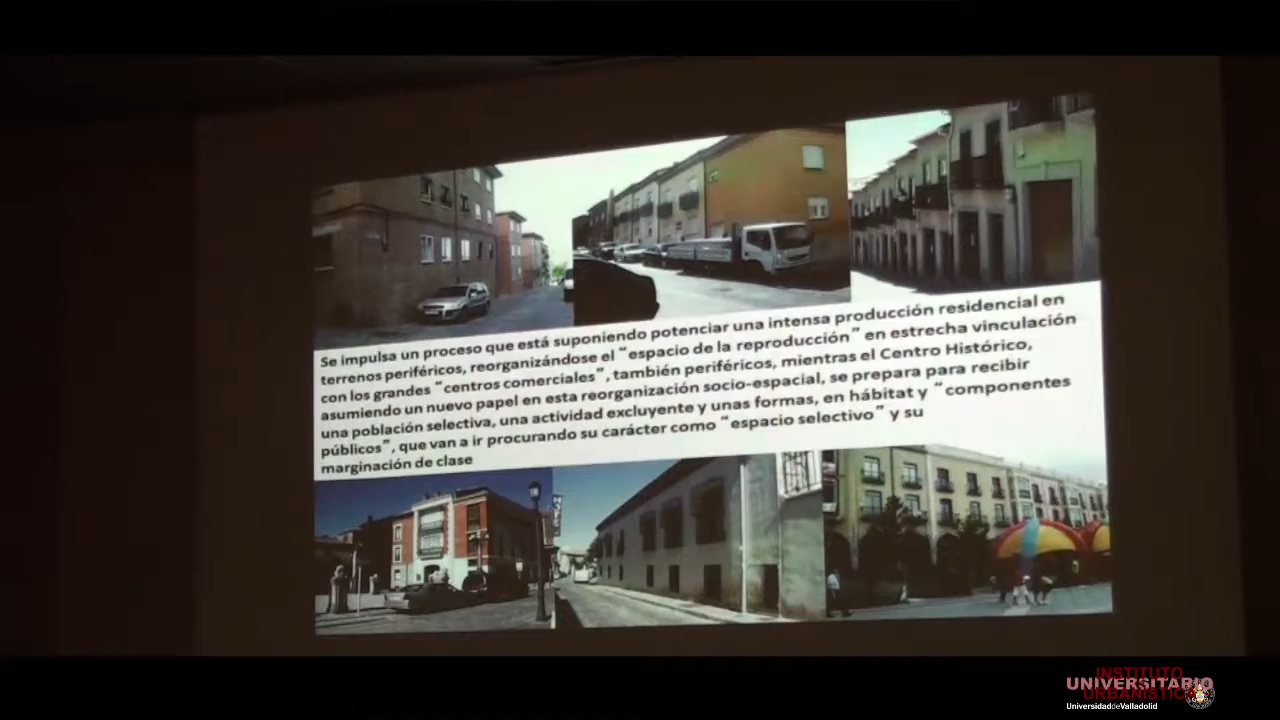 Se impulsa un proceso que está suponiendo potenciar una intensa producción residencial en
terrenos periféricos, reorganizándose el “espacio de la reproducción” en estrecha vinculación
con los grandes “centros comerciales”, también periféricos, mientras el Centro Histórico,
asumiendo un nuevo papel en esta reorganización socio-espacial, se prepara para recibir
una población selectiva, una actividad excluyente y unas formas, en hábitat y “componentes
públicos”, que van a ir procurando su carácter como “espacio selectivo” y su
marginación de clase
INSTITUTO
UNIVERSITARIO
URBANÍSTICA
UniversidaddeValladolid